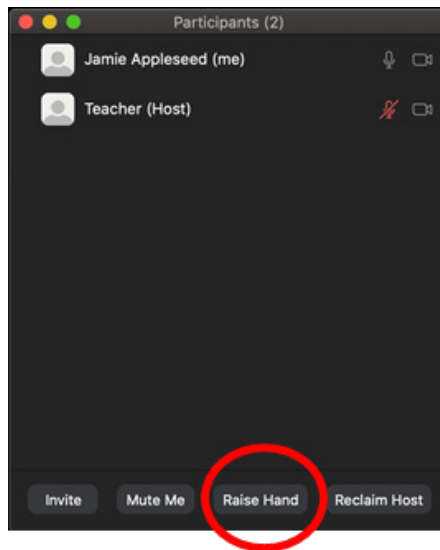 Participants (2)
Jamie Appleseed (me)
Teacher (Host)
Invite Mute Me Raise Hand Reclaim Host